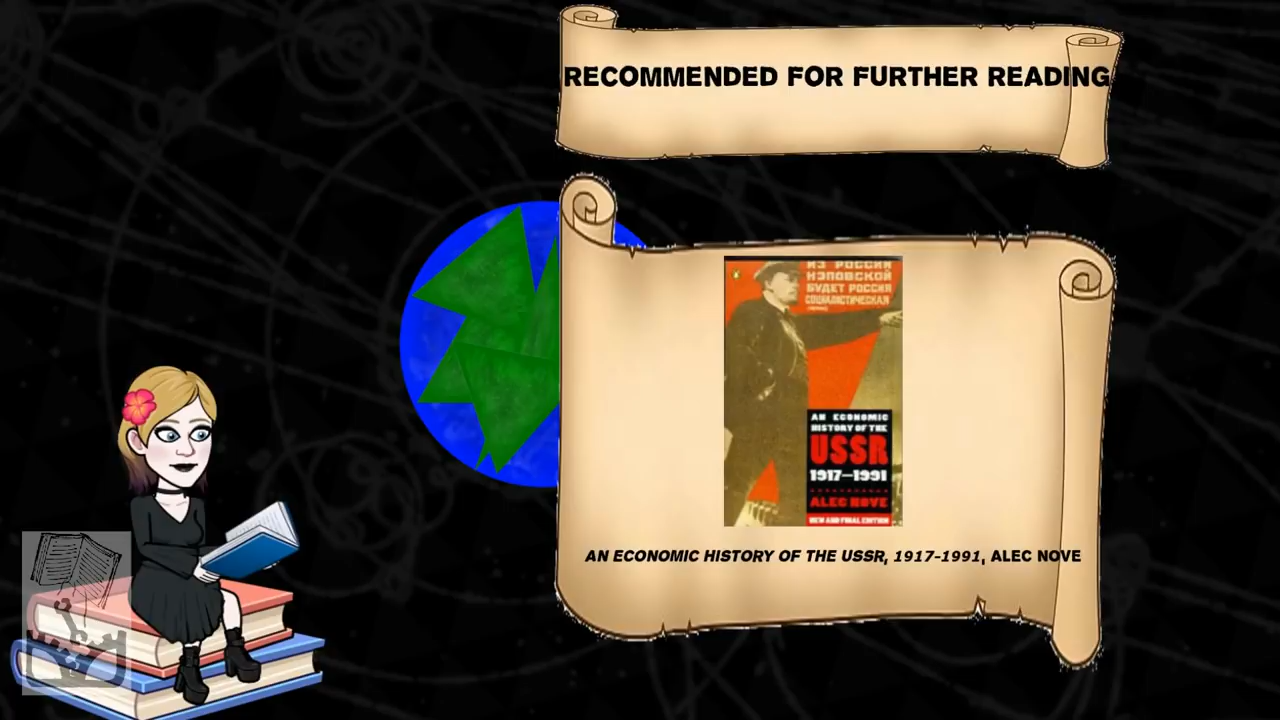 RECOMMENDED FOR FURTHER READING
ИЗ РОССИИ
НЭПОВСКОЙ
БУДЕТ РОССИЯ
СОЦИАЛИСТИЧЕСКАЯ
AN ECONOMIC
HISTORY OF THE
USSR
1917—1991
ALEC NOVE
NEW AND FINAL EDITION
AN ECONOMIC HISTORY OF THE USSR, 1917-1991, ALEC NOVE